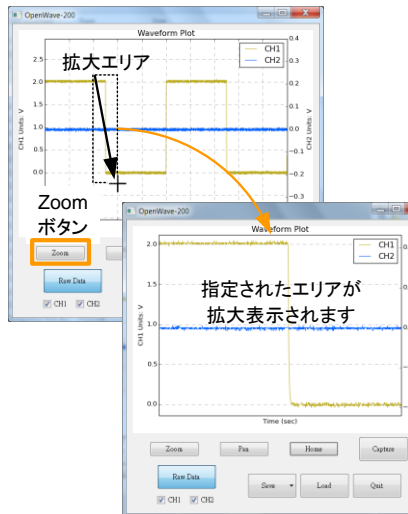 OpenWave-200
Waveform Plot
CH1
CH2
拡大エリア
2.5
2.0
1.5
1.0
0.5
0.0
CH1 Units: V
0.4
0.3
0.2
0.1
0.0
−0.3
CH2 Units: V
Zoom
ボタン
Zoom
Raw Data
CH1
CH2
OpenWave-200
Waveform Plot
CH1
CH2
指定されたエリアが
拡大表示されます
2.0
1.5
1.0
0.5
0.0
CH1 Units: V
Time (sec)
Zoom
Pan
Home
Capture
Raw Data
Save
Load
Quit
CH1
CH2